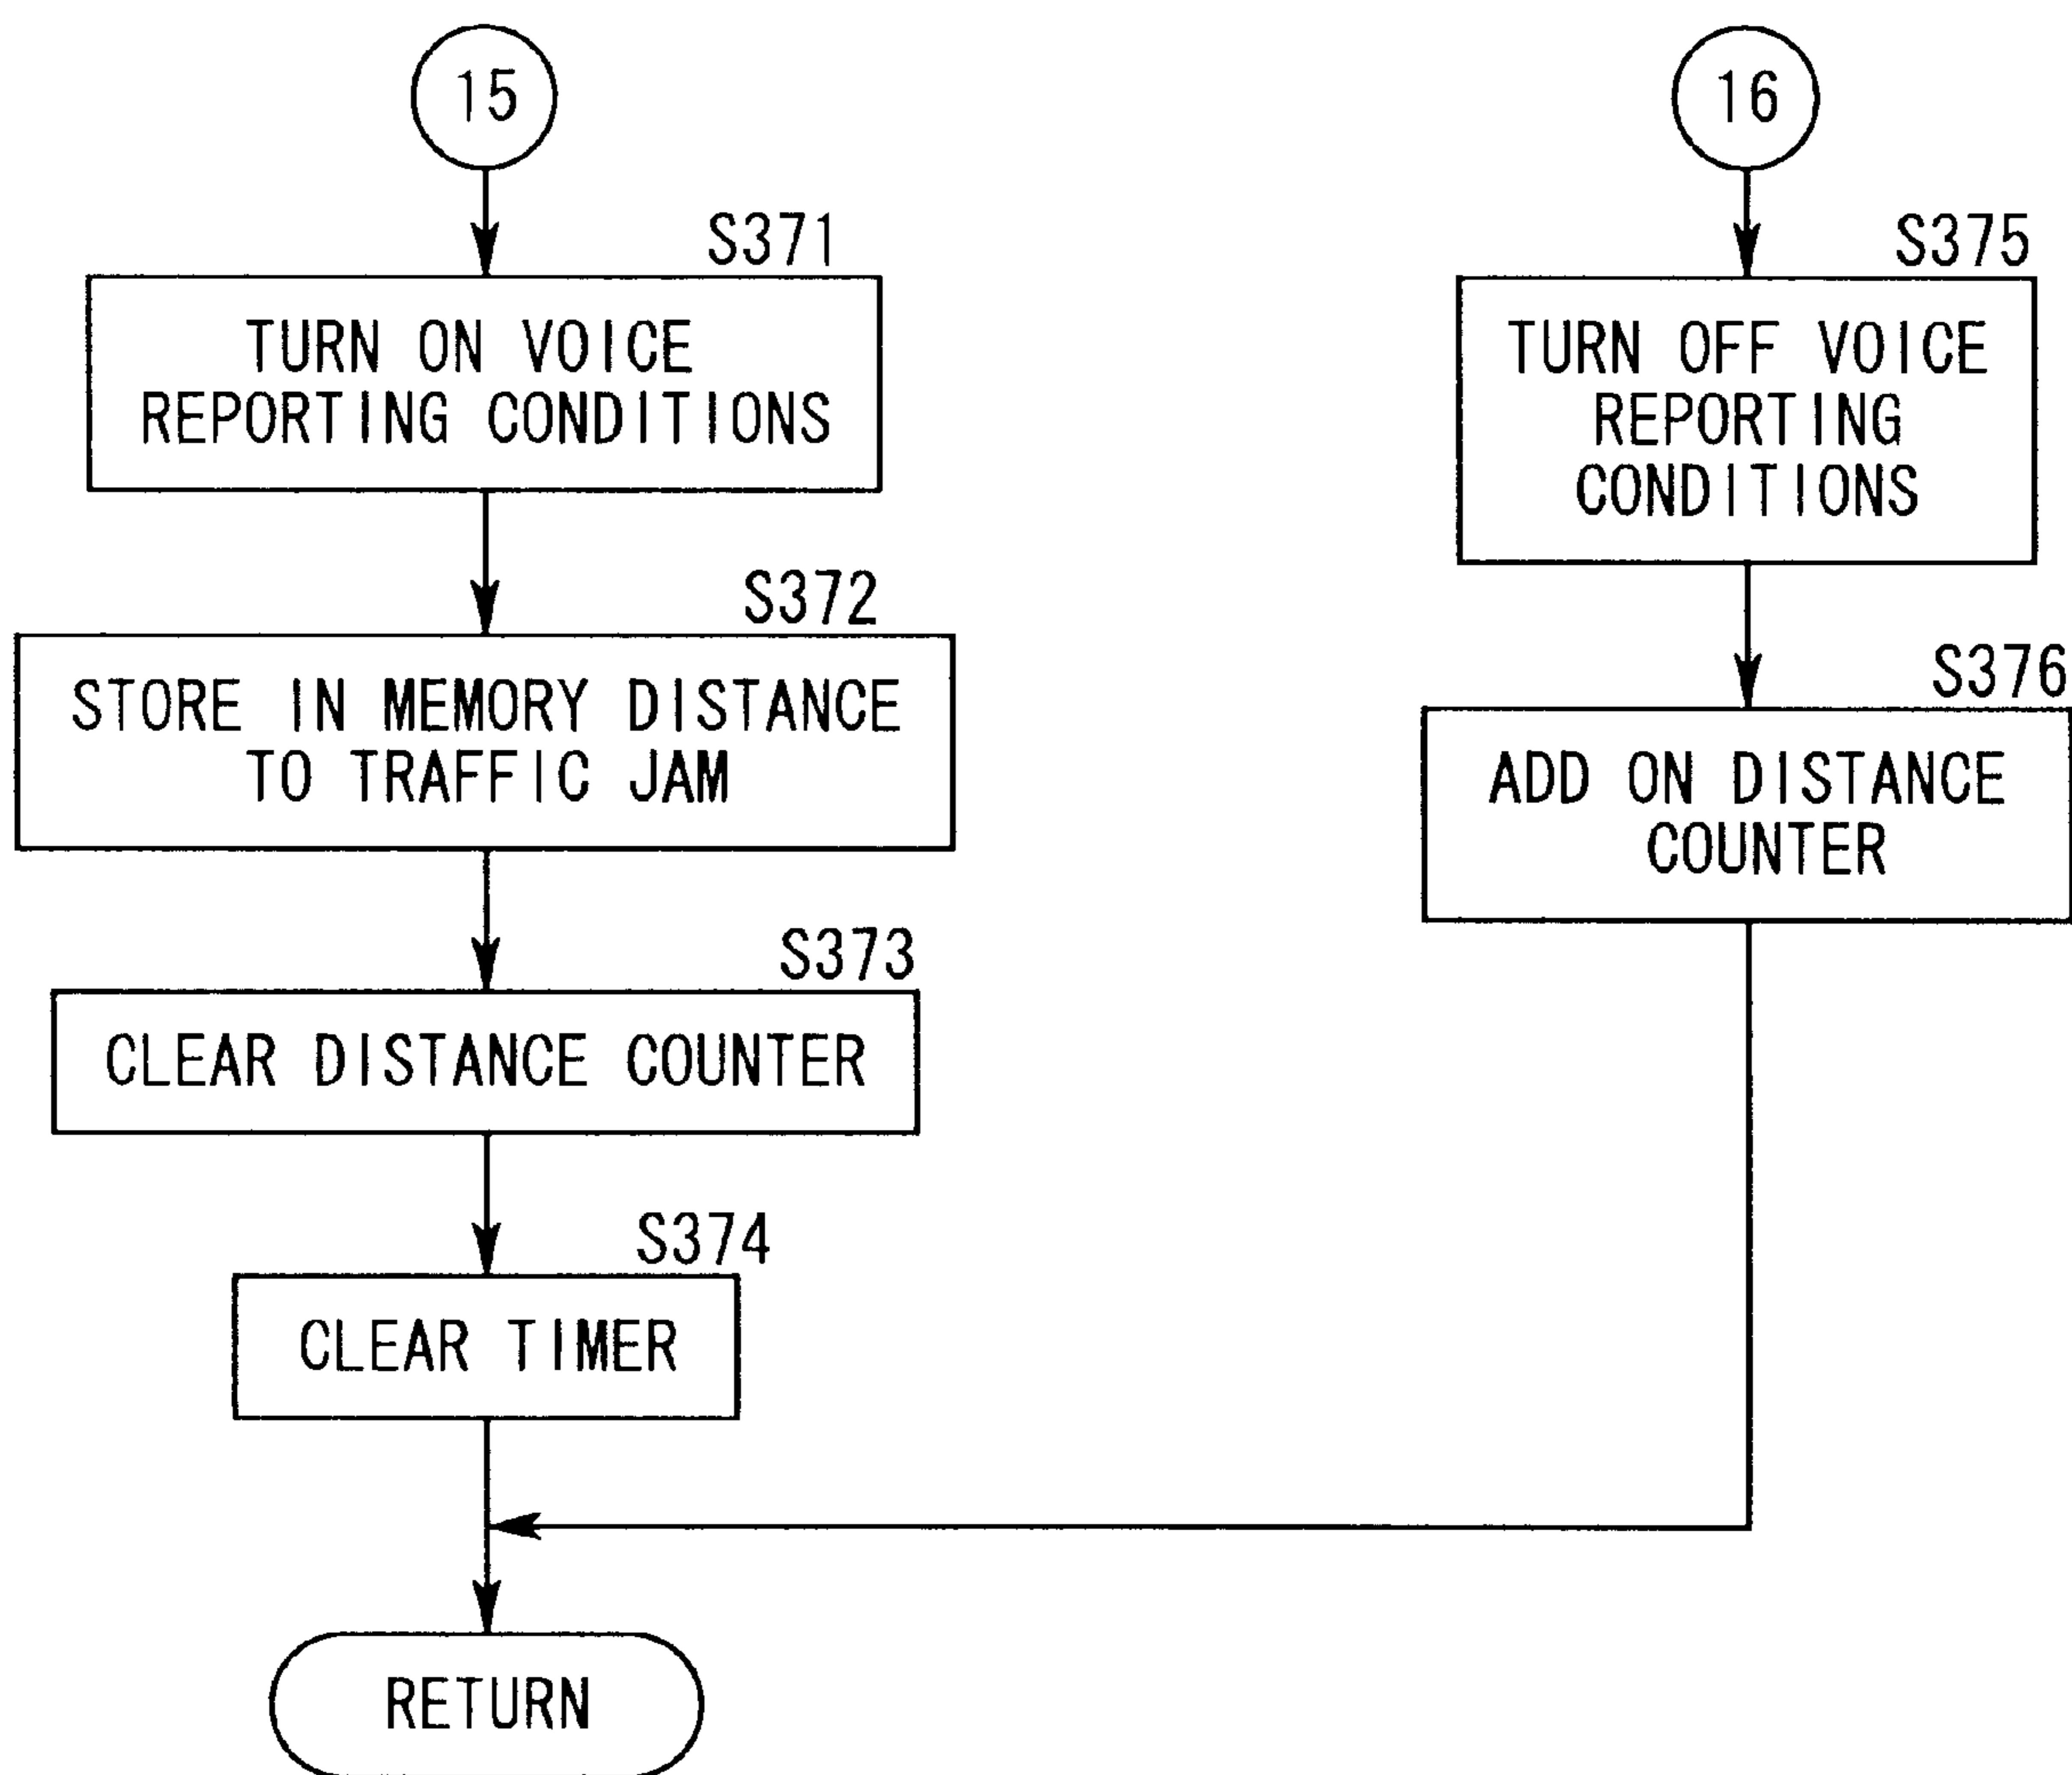 15
S371
TURN ON VOICE
REPORTING CONDITIONS
S372
STORE IN MEMORY DISTANCE
TO TRAFFIC JAM
S373
CLEAR DISTANCE COUNTER
S374
CLEAR TIMER
RETURN
16
S375
TURN OFF VOICE
REPORTING
CONDITIONS
S376
ADD ON DISTANCE
COUNTER